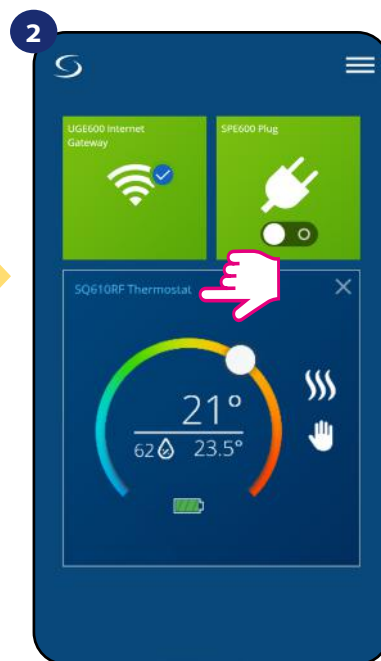 2
UGE600 Internet
Gateway
SPE600 Plug
SQ610RF Thermostat
21°
62 % 23.5°